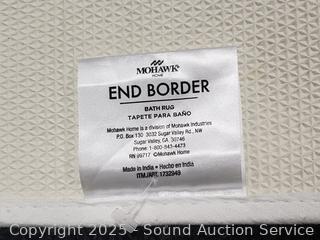 MOHAWK
HOME
END BORDER
BATH RUG
TAPETE PARA BAÑO
Mohawk Home is a division of Mohawk Industries
P.O. Box 130 3032 Sugar Valley Rd., NW
Sugar Valley, GA. 30746
Phone: 1-800-843-4473
RN 99717 ©Mohawk Home
Made in India • Hecho en India
ITM./ART. 1732949
Copyright 2025 - Sound Auction Service